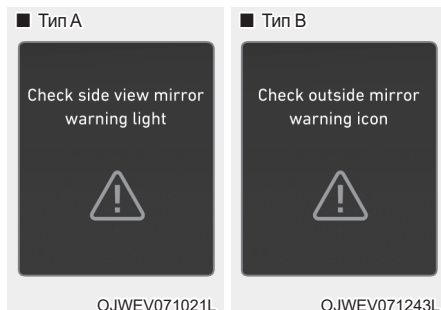 ■ Тип A
Check side view mirror
warning light
OJWEV071021L
■ Тип B
Check outside mirror
warning icon
OJWEV071243L